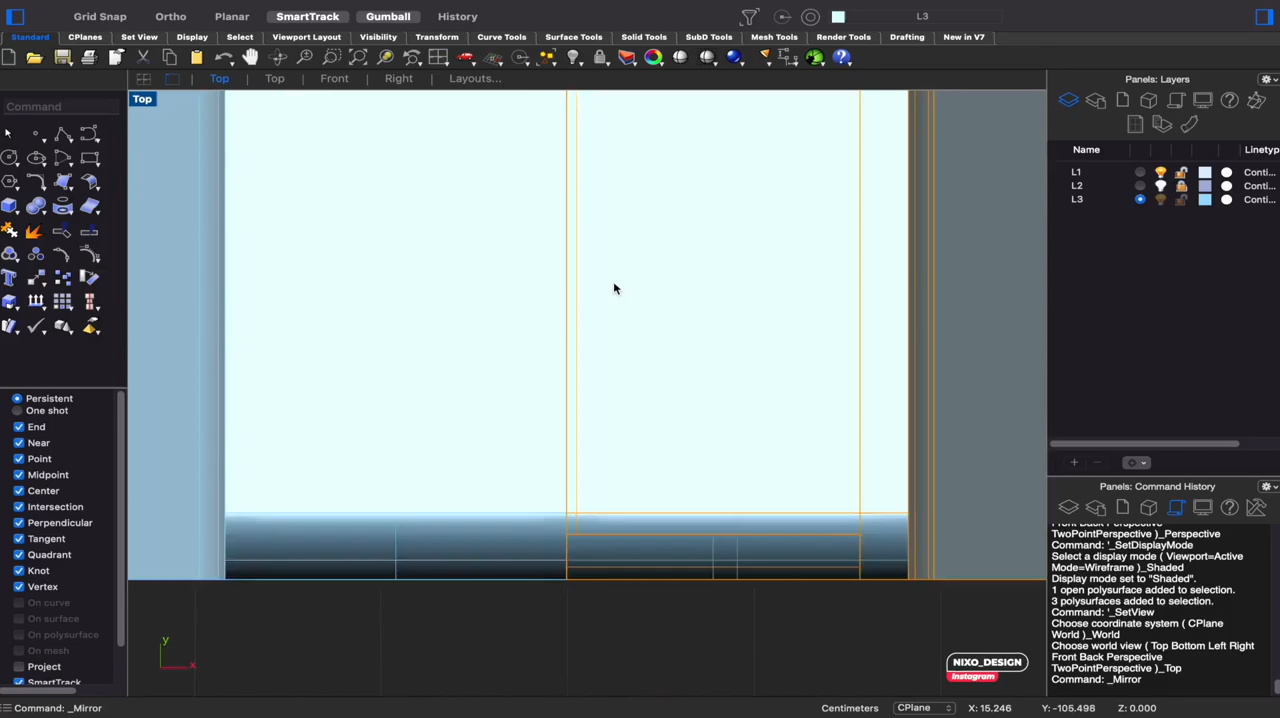 Grid Snap Ortho Planar SmartTrack Gumball History L3
Standard CPlanes Set View Display Select Viewport Layout Visibility Transform Curve Tools Surface Tools Solid Tools SubD Tools Mesh Tools Render Tools Drafting New in V7
Top Top Front Right Layouts...
Panels: Layers
Top
Command
Name Linetyp
L1 Conti...
L2 Conti...
L3 Conti...
Persistent
One shot
End
Near
Point
Midpoint
Center
Intersection
Perpendicular
Tangent
Quadrant
Knot
Vertex
On curve
On surface
On polysurface
On mesh
Project
SmartTrack
Panels: Command History
Front Back Perspective
TwoPointPerspective )_Perspective
Command: '_SetDisplayMode
Select a display mode ( Viewport=Active
Mode=Wireframe )_Shaded
Display mode set to "Shaded".
1 open polysurface added to selection.
3 polysurfaces added to selection.
Command: '_SetView
Choose coordinate system ( CPlane
World )_World
Choose world view ( Top Bottom Left Right
Front Back Perspective
TwoPointPerspective )_Top
Command: _Mirror
y
x
NIXO_DESIGN
Instagram
Command: _Mirror Centimeters CPlane X: 15.246 Y: -105.498 Z: 0.000